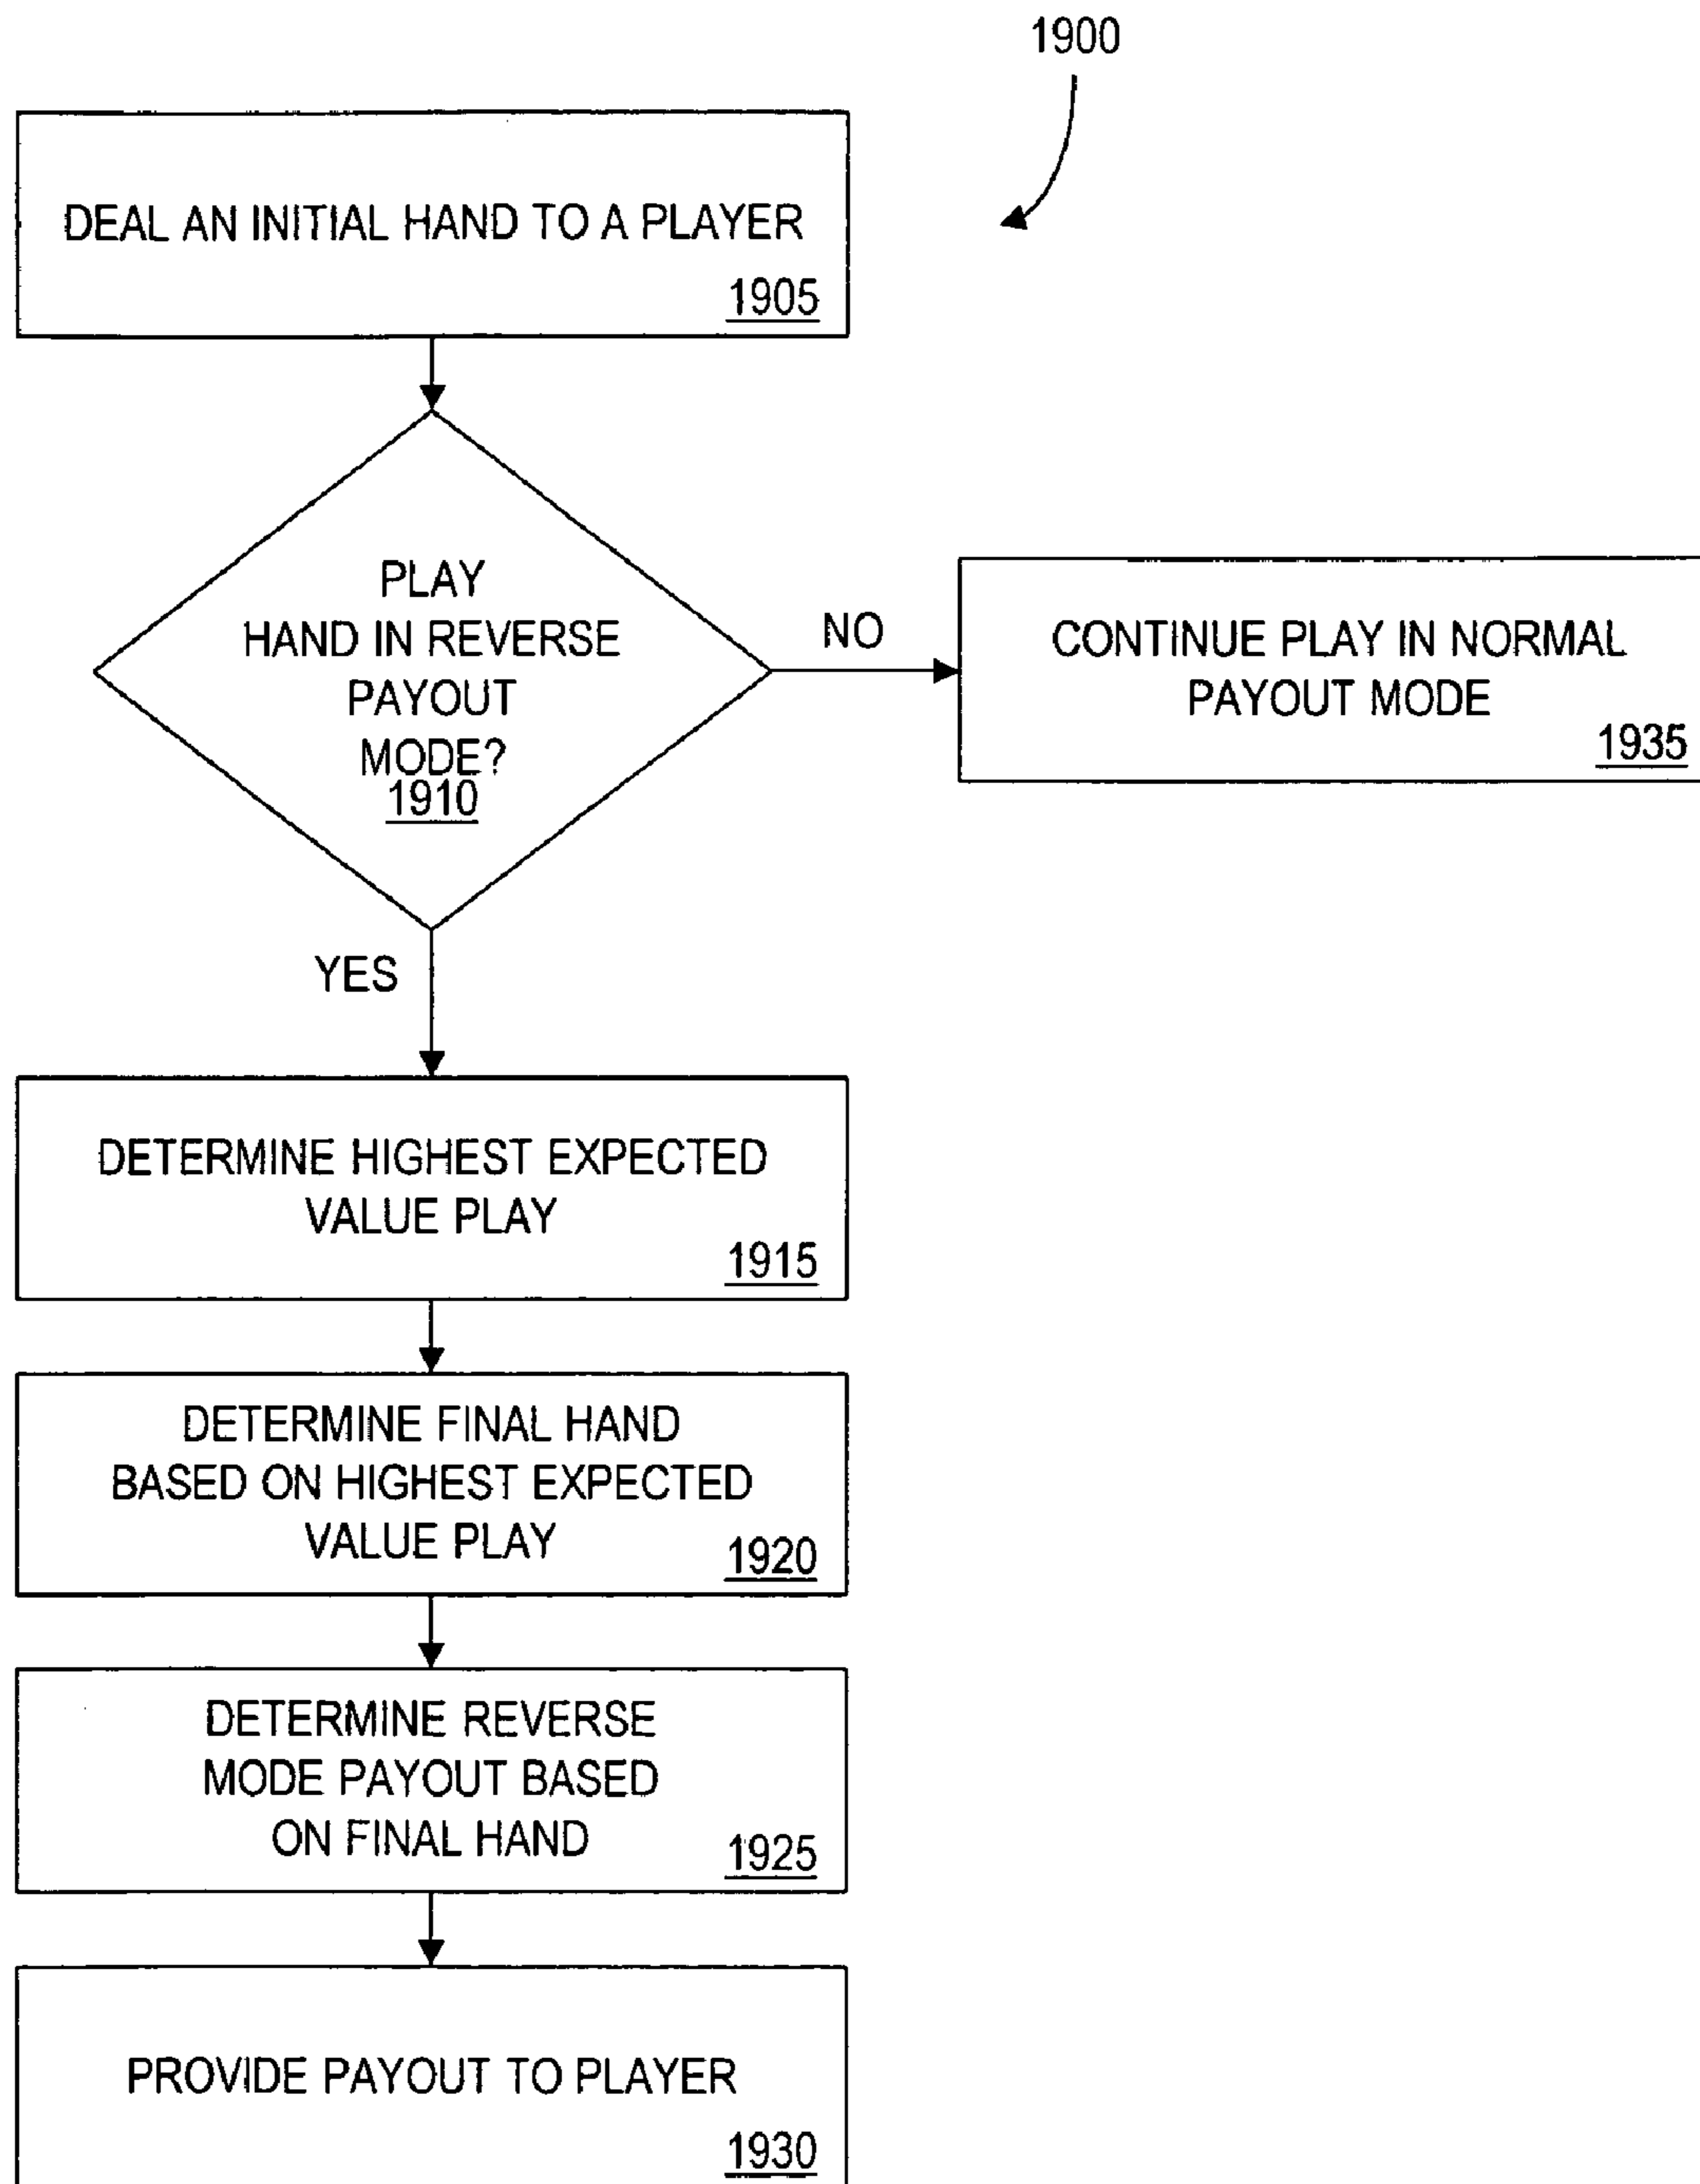 1900
DEAL AN INITIAL HAND TO A PLAYER
1905
PLAY
HAND IN REVERSE
PAYOUT
MODE?
1910
NO
CONTINUE PLAY IN NORMAL
PAYOUT MODE
1935
YES
DETERMINE HIGHEST EXPECTED
VALUE PLAY
1915
DETERMINE FINAL HAND
BASED ON HIGHEST EXPECTED
VALUE PLAY
1920
DETERMINE REVERSE
MODE PAYOUT BASED
ON FINAL HAND
1925
PROVIDE PAYOUT TO PLAYER
1930